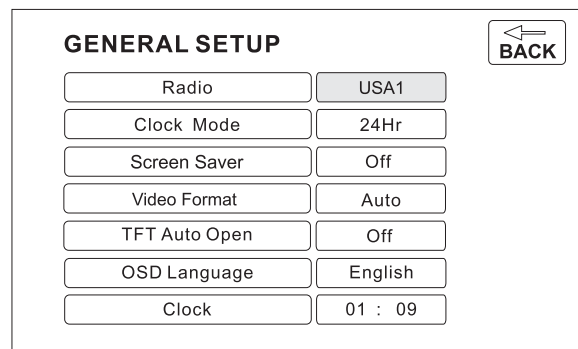 GENERAL SETUP
BACK
Radio USA1
Clock Mode 24Hr
Screen Saver Off
Video Format Auto
TFT Auto Open Off
OSD Language English
Clock 01 : 09